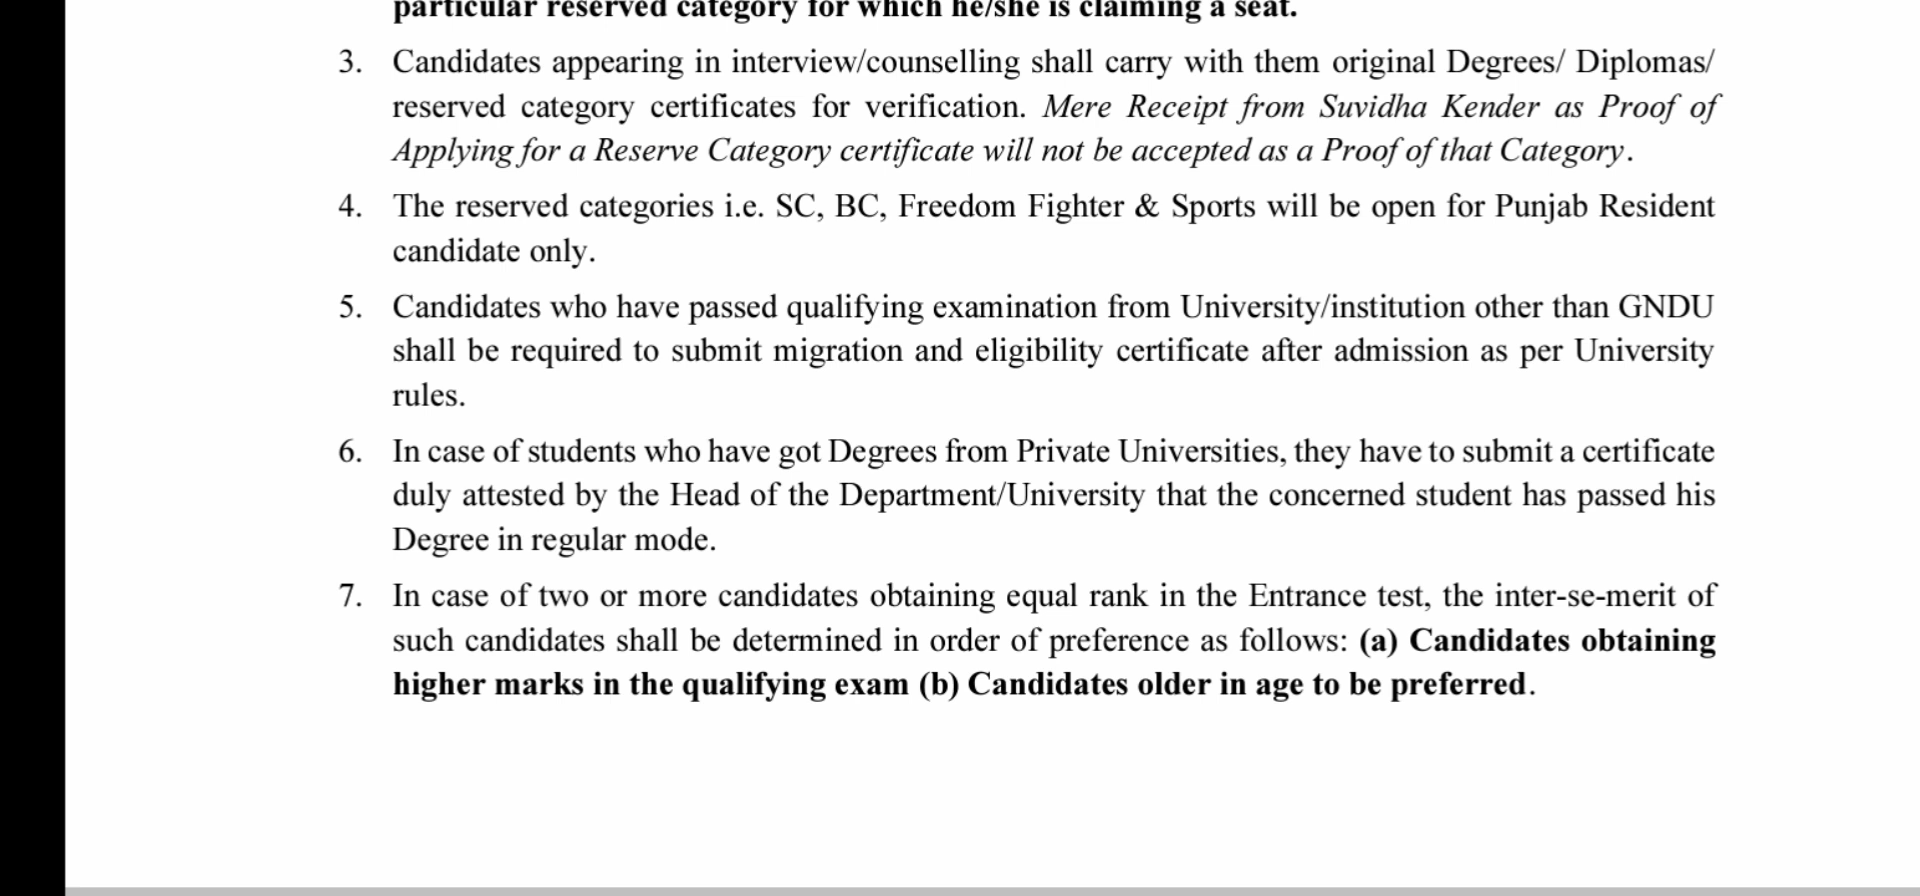 particular reserved category for which he/she is claiming a seat.
3. Candidates appearing in interview/counselling shall carry with them original Degrees/ Diplomas/
reserved category certificates for verification. Mere Receipt from Suvidha Kender as Proof of
Applying for a Reserve Category certificate will not be accepted as a Proof of that Category.
4. The reserved categories i.e. SC, BC, Freedom Fighter & Sports will be open for Punjab Resident
candidate only.
5. Candidates who have passed qualifying examination from University/institution other than GNDU
shall be required to submit migration and eligibility certificate after admission as per University
rules.
6. In case of students who have got Degrees from Private Universities, they have to submit a certificate
duly attested by the Head of the Department/University that the concerned student has passed his
Degree in regular mode.
7. In case of two or more candidates obtaining equal rank in the Entrance test, the inter-se-merit of
such candidates shall be determined in order of preference as follows: (a) Candidates obtaining
higher marks in the qualifying exam (b) Candidates older in age to be preferred.